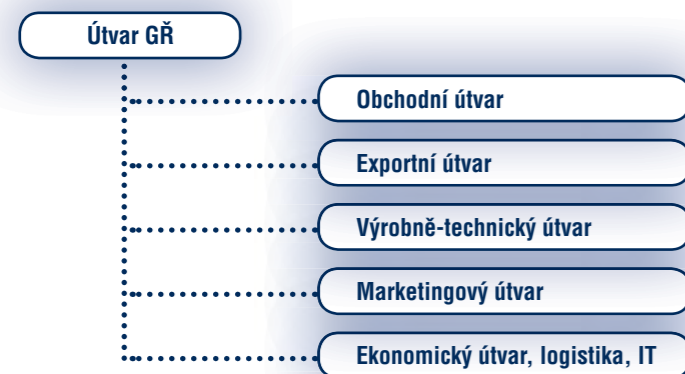 Útvar GŘ
Obchodní útvar
Exportní útvar
Výrobně-technický útvar
Marketingový útvar
Ekonomický útvar, logistika, IT